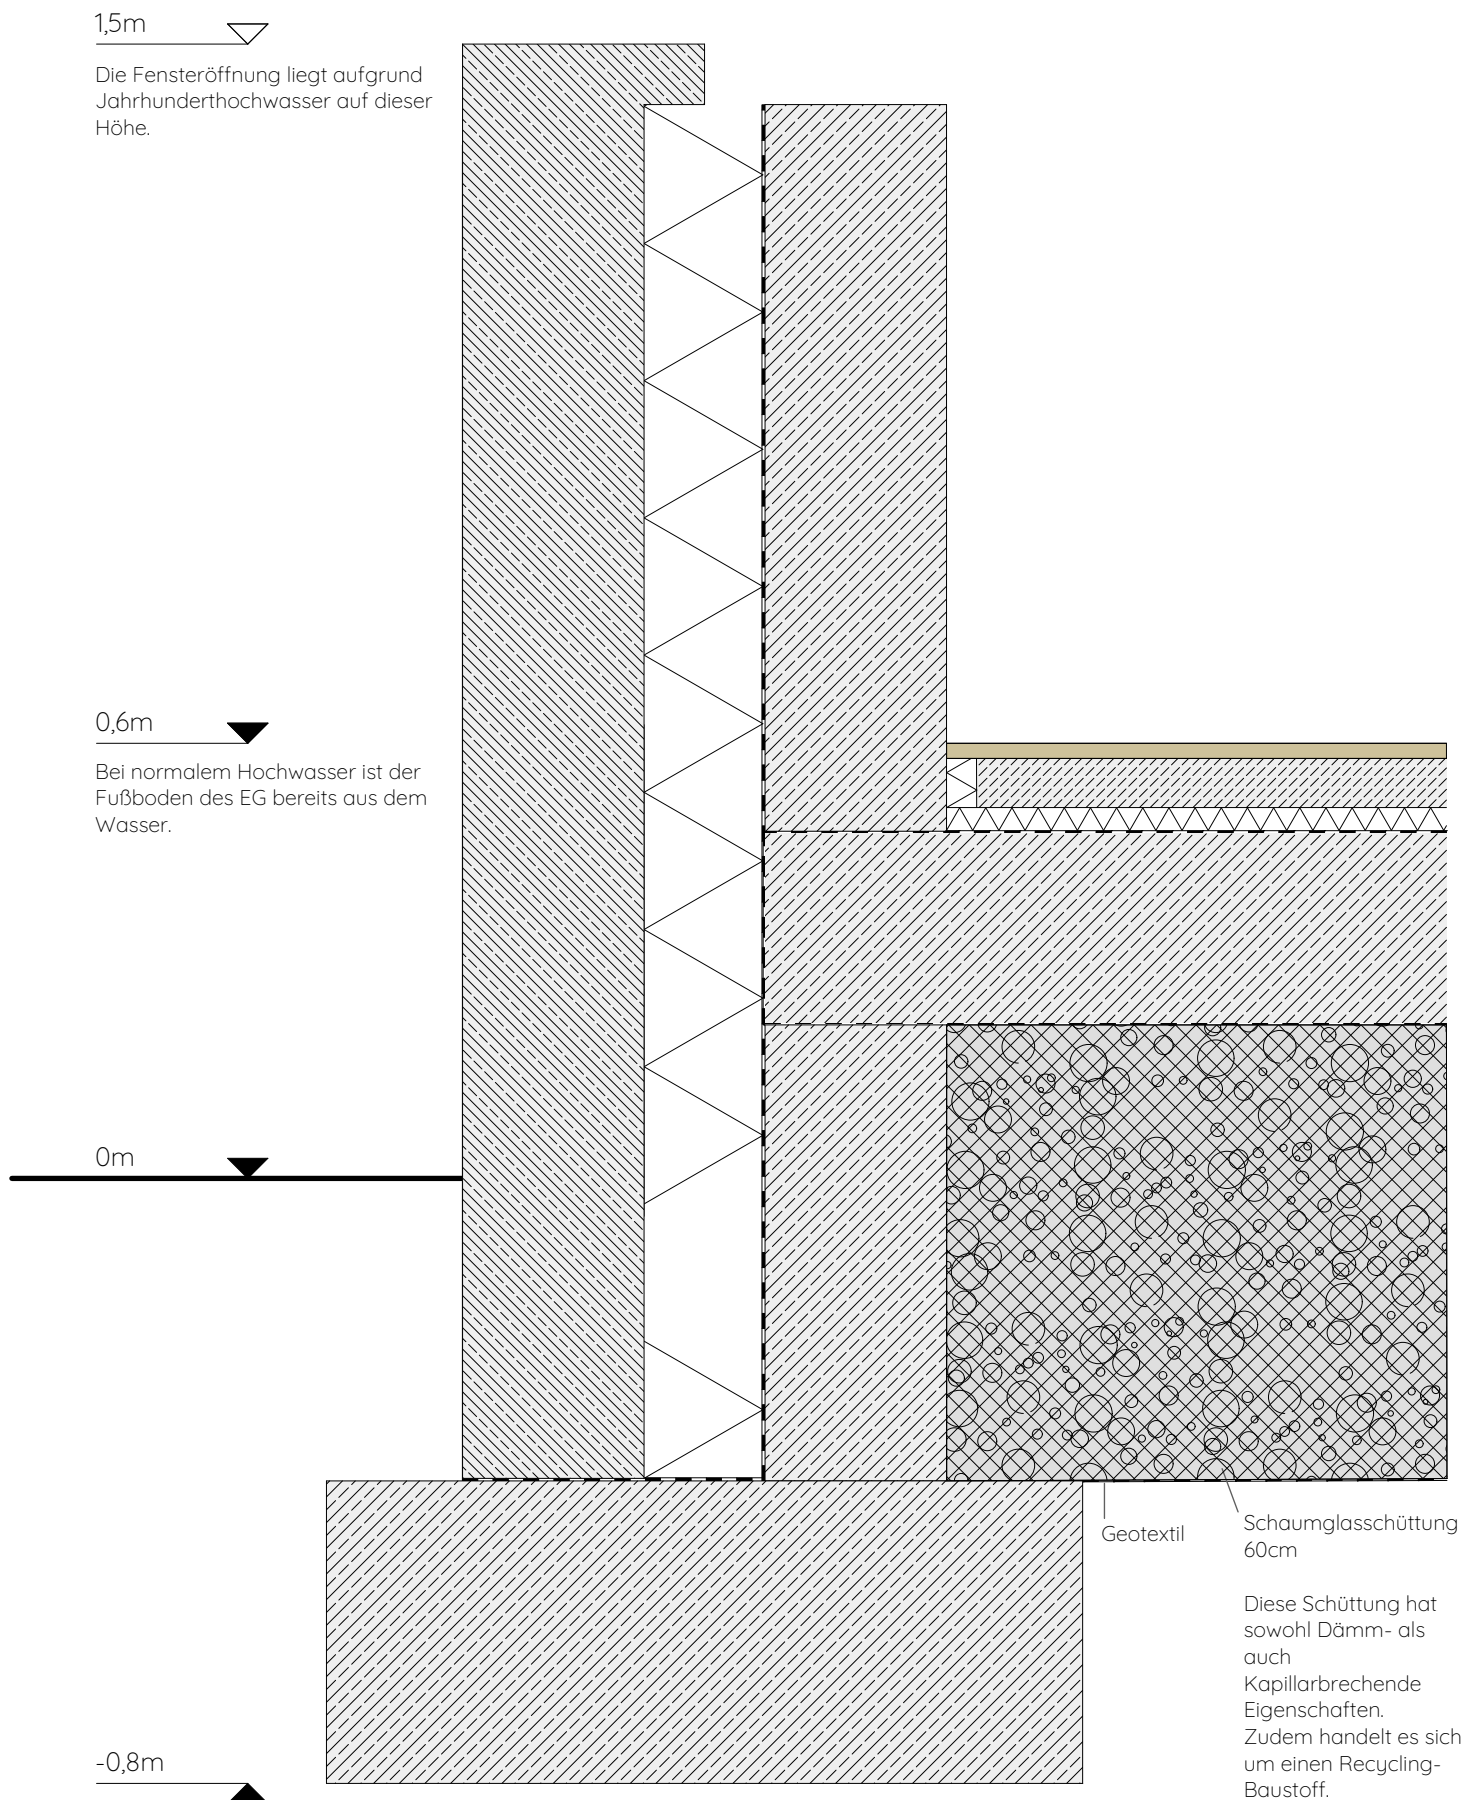 1,5m
Die Fensteröffnung liegt aufgrund
Jahrhunderthochwasser auf dieser
Höhe.
0,6m
Bei normalem Hochwasser ist der
Fußboden des EG bereits aus dem
Wasser.
0m
Geotextil
Schaumglasschüttung
60cm
Diese Schüttung hat
sowohl Dämm- als
auch
Kapillarbrechende
Eigenschaften.
Zudem handelt es sich
um einen Recycling-
Baustoff.
-0,8m